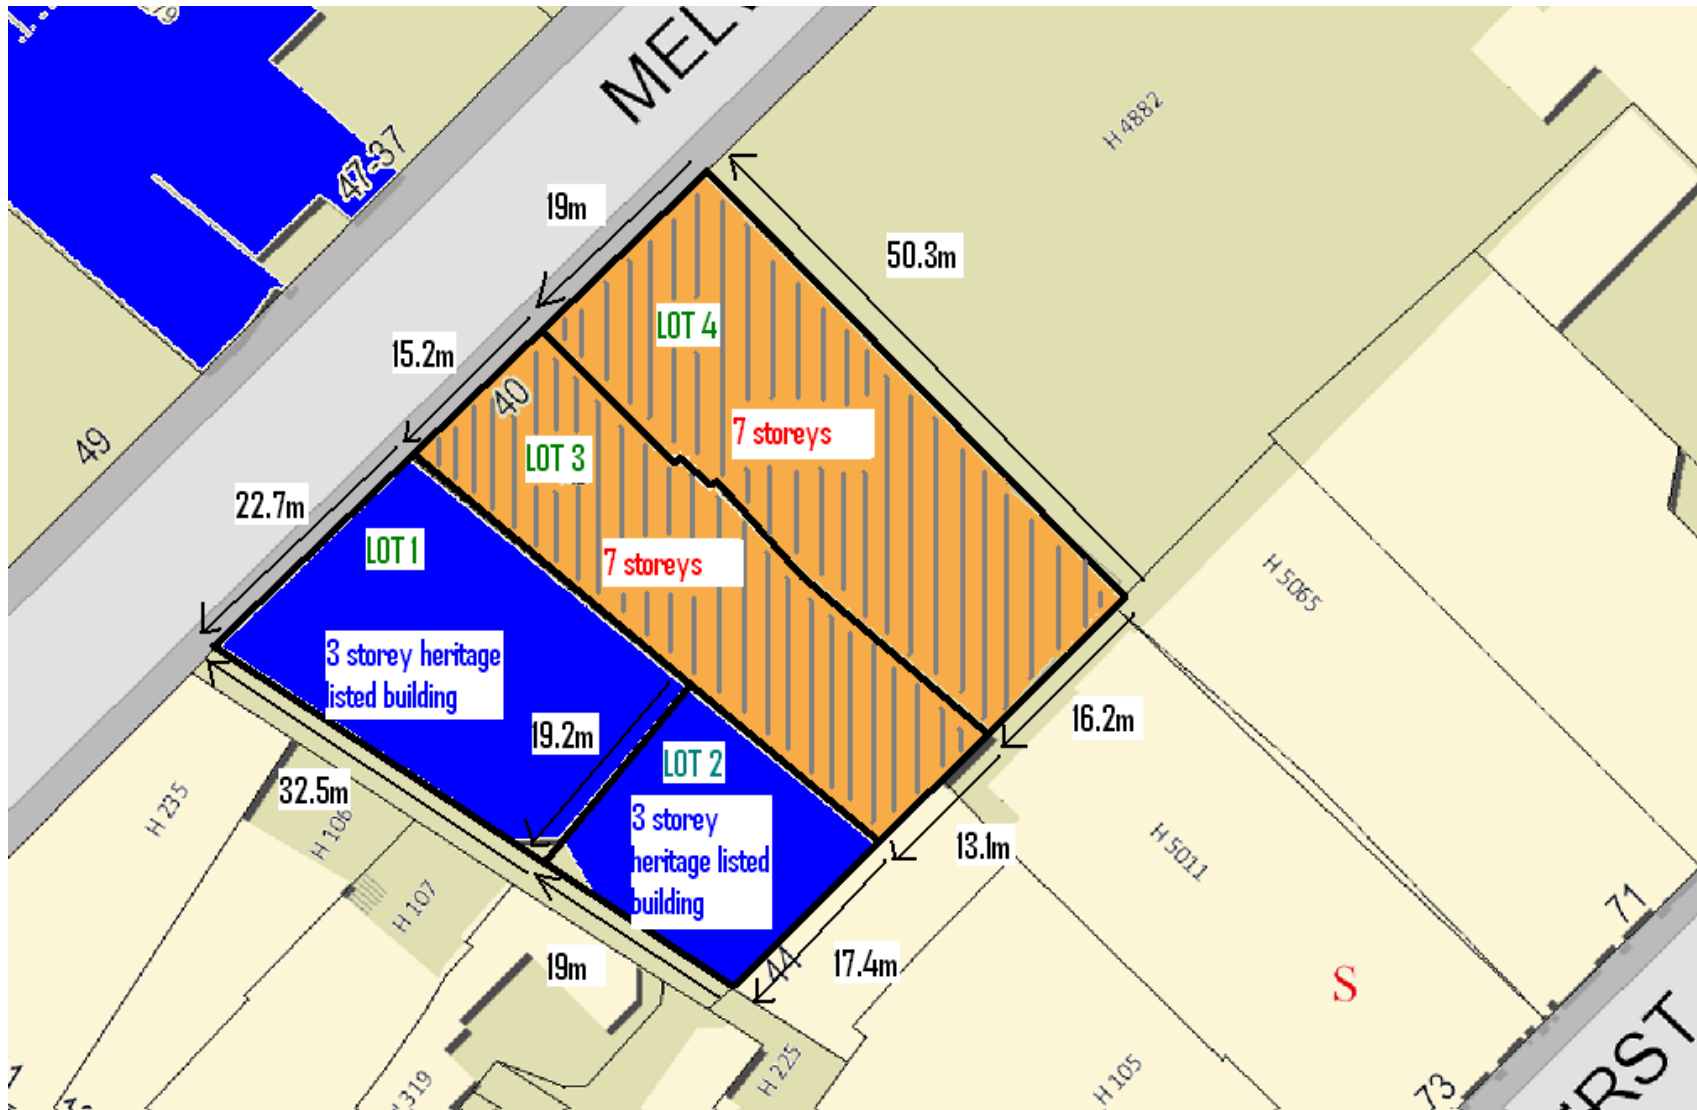 MELV
H 4882
47-37
19m
50.3m
LOT 4
15.2m
40
7 storeys
LOT 3
49
22.7m
LOT 1
7 storeys
H 5065
3 storey heritage
listed building
19.2m
LOT 2
16.2m
32.5m
H 235
H 106
3 storey
heritage listed
building
13.1m
H 5011
H 107
71
19m
44
17.4m
S
H 225
H 105
319
73
URST